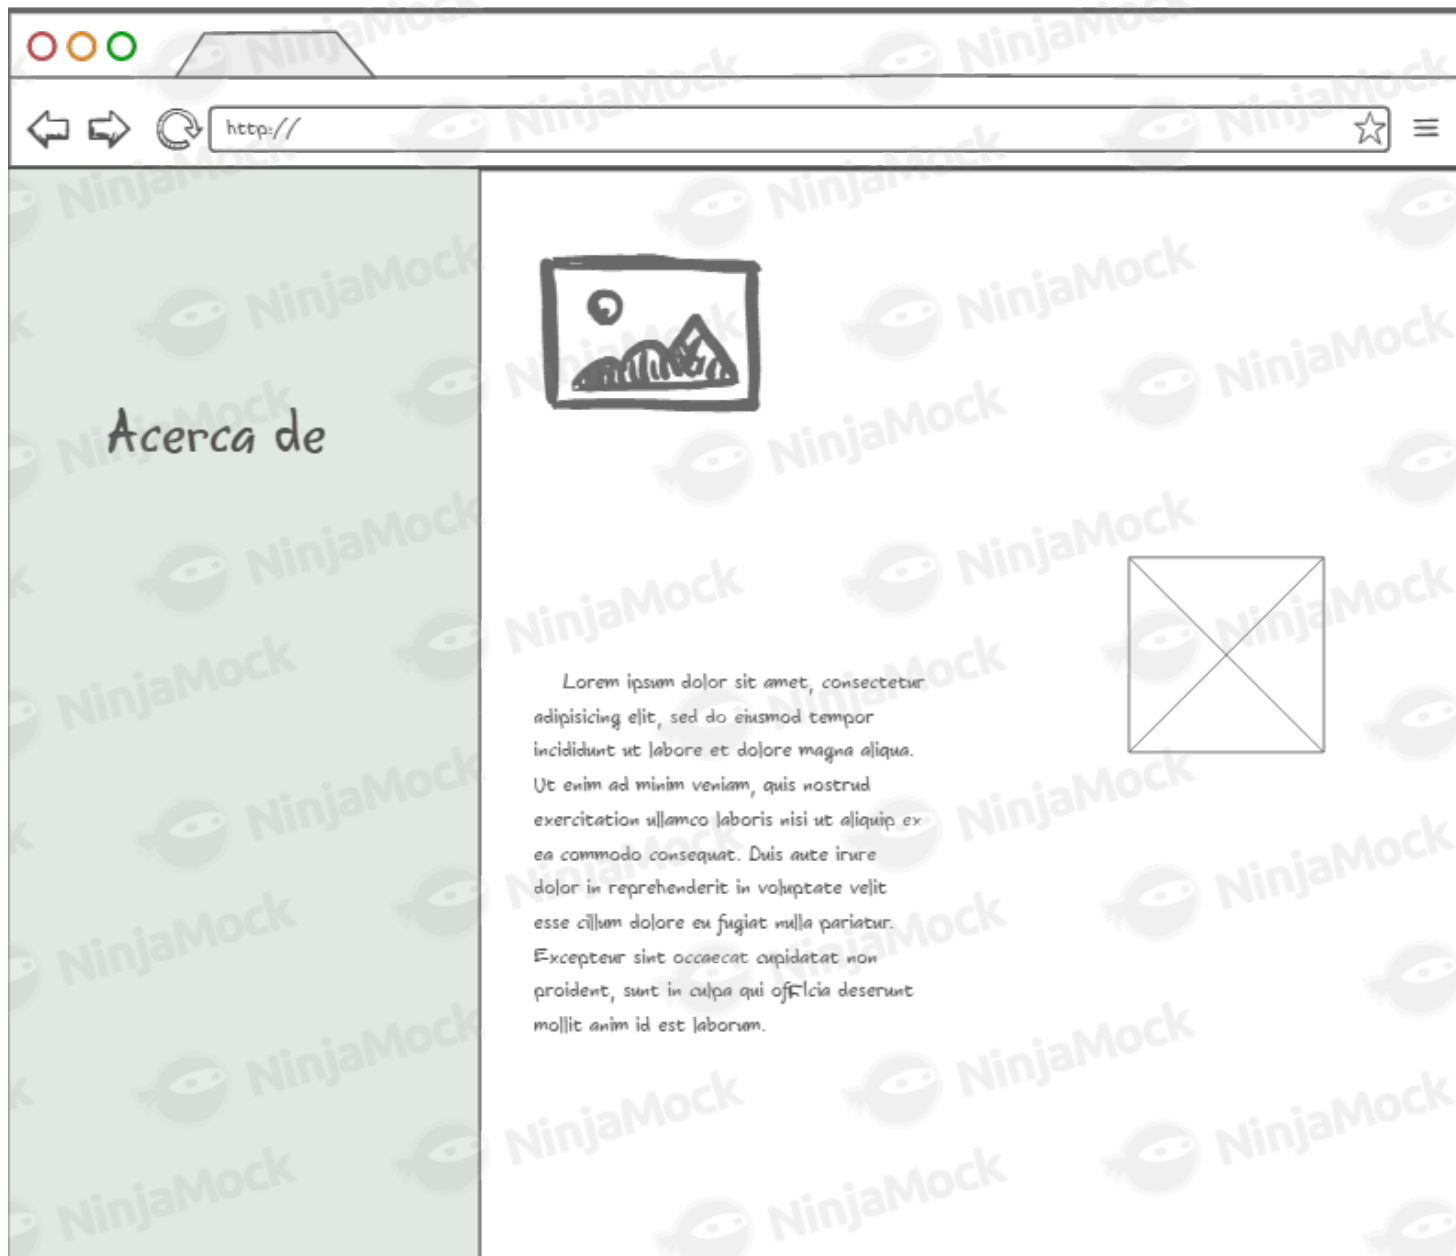 http://
Acerca de
Lorem ipsum dolor sit amet, consectetur
adipisicing elit, sed do eiusmod tempor
incididunt ut labore et dolore magna aliqua.
Ut enim ad minim veniam, quis nostrud
exercitation ullamco laboris nisi ut aliquip ex
ea commodo consequat. Duis aute irure
dolor in reprehenderit in voluptate velit
esse cillum dolore eu fugiat nulla pariatur.
Excepteur sint occaecat cupidatat non
proident, sunt in culpa qui officia deserunt
mollit anim id est laborum.
NinjaMock